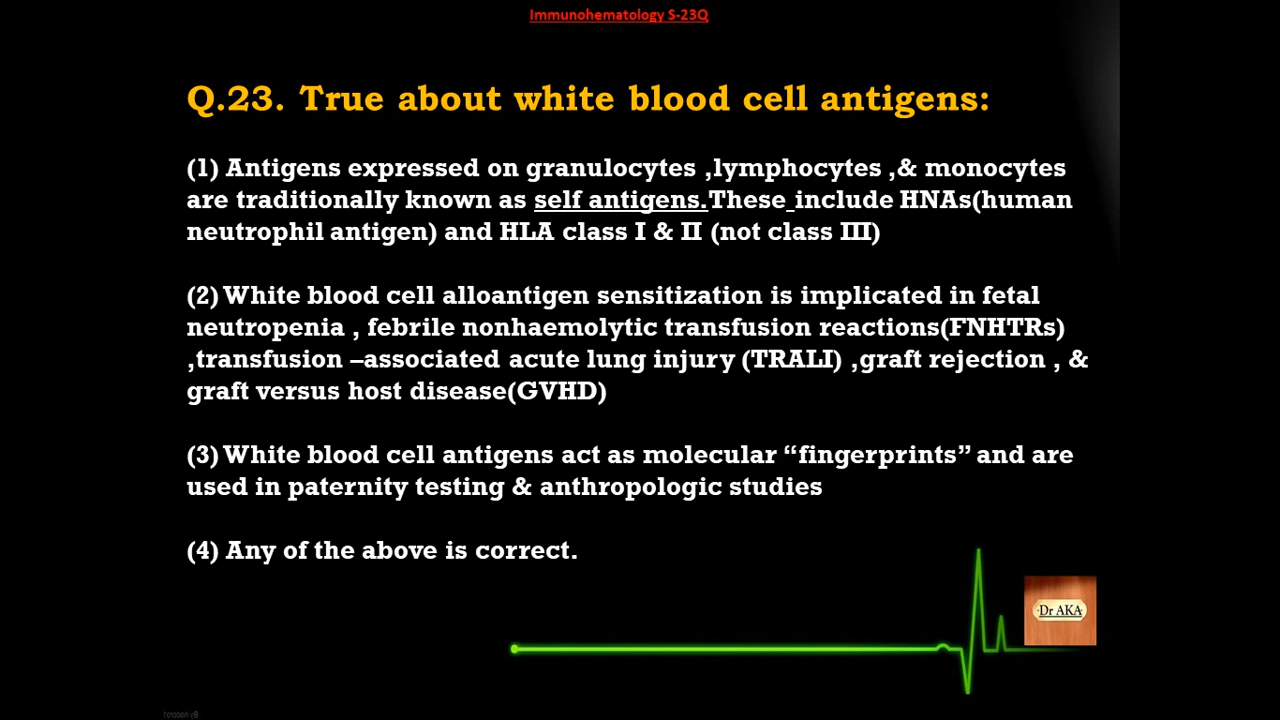 Immunohematology S-23Q
Q.23. True about white blood cell antigens:
(1) Antigens expressed on granulocytes ,lymphocytes ,& monocytes
are traditionally known as self antigens.These include HNAs(human
neutrophil antigen) and HLA class I & II (not class III)
(2) White blood cell alloantigen sensitization is implicated in fetal
neutropenia , febrile nonhaemolytic transfusion reactions(FNHTRs)
,transfusion –associated acute lung injury (TRALI) ,graft rejection , &
graft versus host disease(GVHD)
(3) White blood cell antigens act as molecular “fingerprints” and are
used in paternity testing & anthropologic studies
(4) Any of the above is correct.
Dr AKA